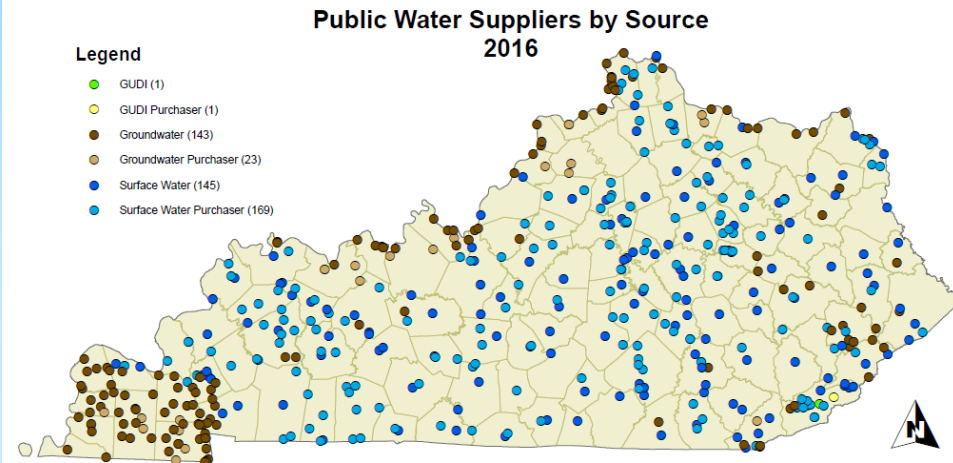 Public Water Suppliers by Source
2016
Legend
GUDI (1)
GUDI Purchaser (1)
Groundwater (143)
Groundwater Purchaser (23)
Surface Water (145)
Surface Water Purchaser (169)
N